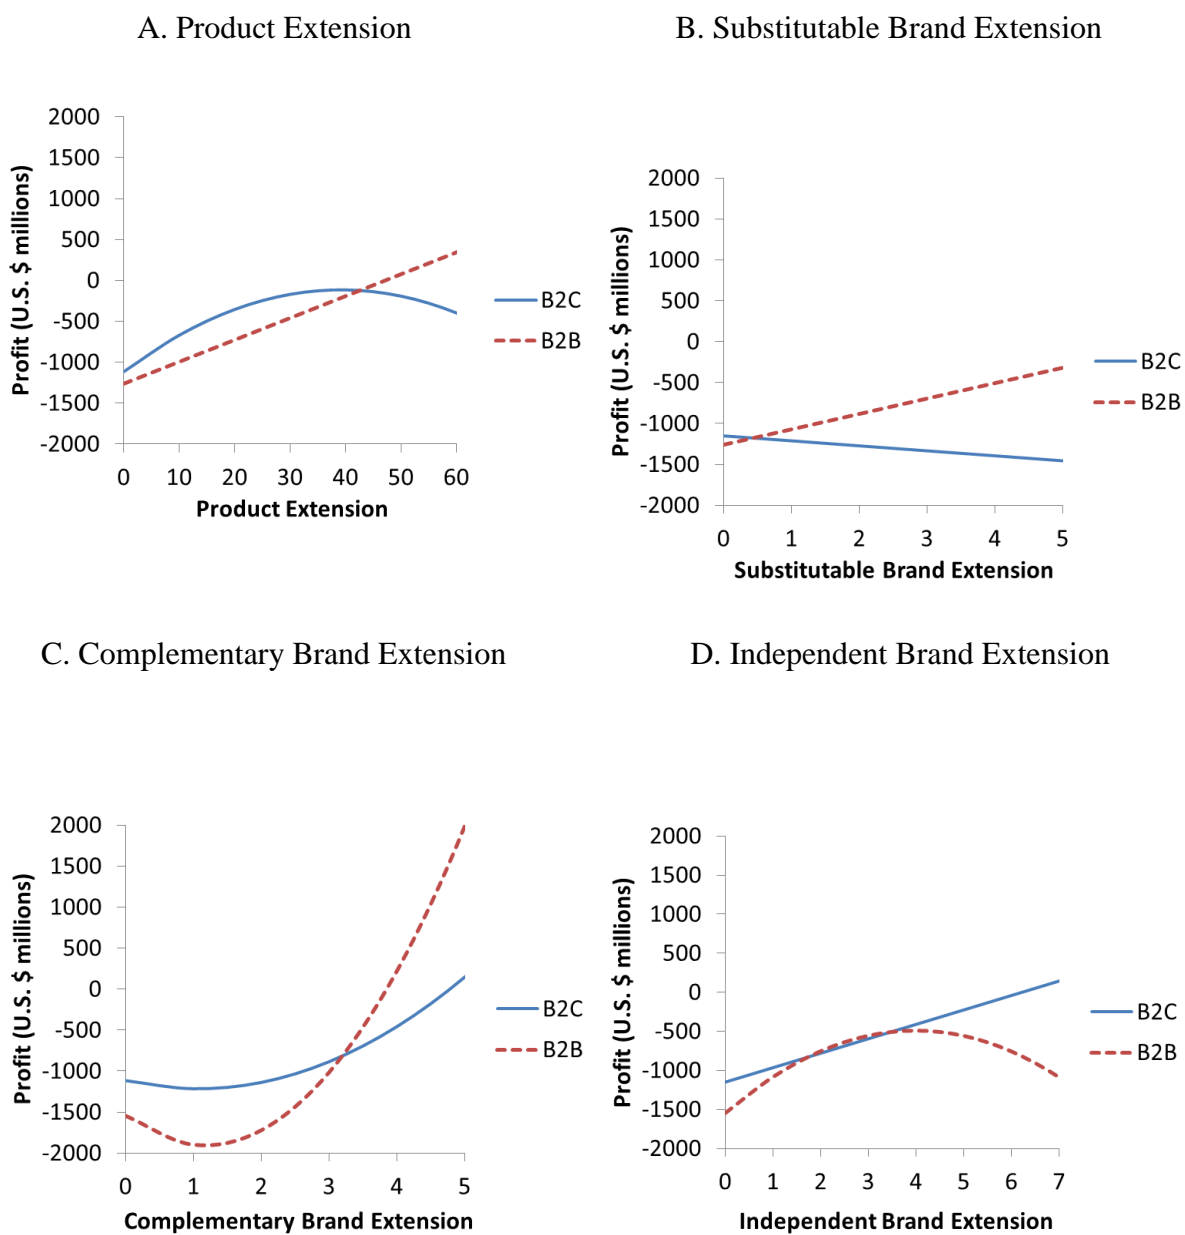 A. Product Extension
B. Substitutable Brand Extension
2000
1500
1000
500
0
-500
-1000
-1500
-2000
Profit (U.S. $ millions)
0 10 20 30 40 50 60
Product Extension
B2C
B2B
2000
1500
1000
500
0
-500
-1000
-1500
-2000
Profit (U.S. $ millions)
0 1 2 3 4 5
Substitutable Brand Extension
B2C
B2B
C. Complementary Brand Extension
D. Independent Brand Extension
2000
1500
1000
500
0
-500
-1000
-1500
-2000
Profit (U.S. $ millions)
0 1 2 3 4 5
Complementary Brand Extension
B2C
B2B
2000
1500
1000
500
0
-500
-1000
-1500
-2000
Profit (U.S. $ millions)
0 1 2 3 4 5 6 7
Independent Brand Extension
B2C
B2B